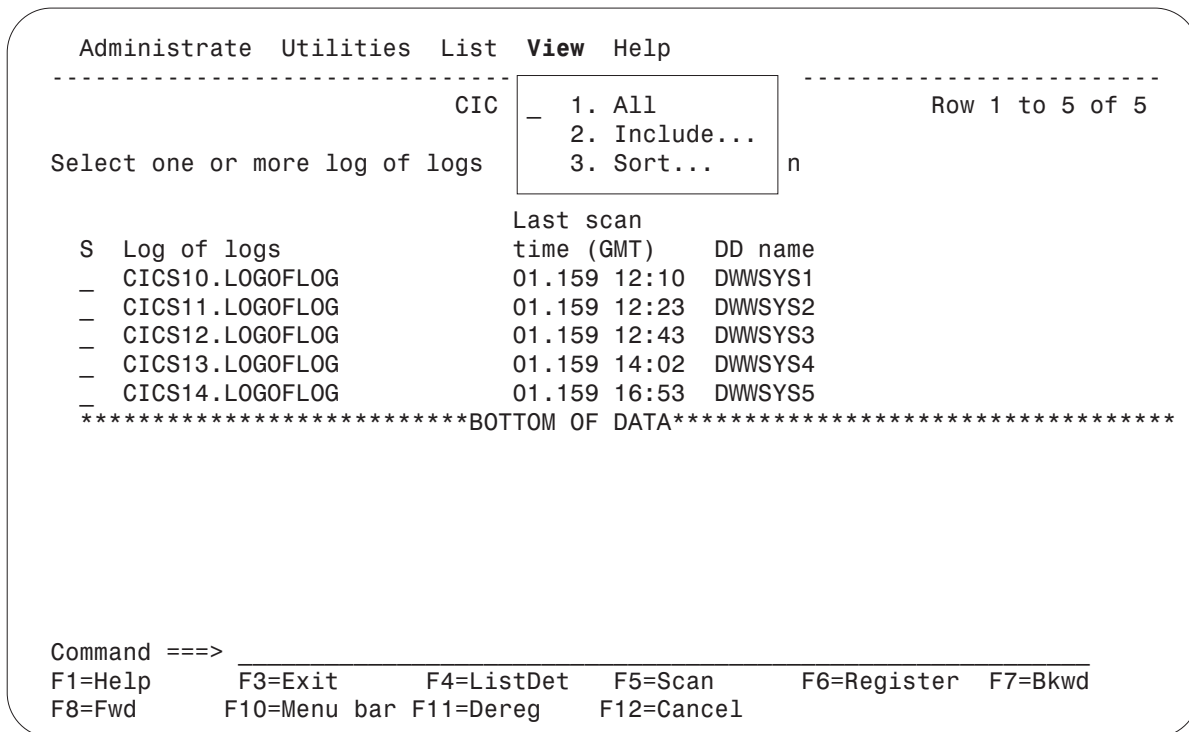 Administrate  Utilities  List  View  Help
--------------------------------          -------------------------
CIC  _  1. All                 Row 1 to 5 of 5
2. Include...
Select one or more log of logs      3. Sort...      n
Last scan
S  Log of logs                time (GMT)    DD name
_  CICS10.LOGOFLOG            01.159 12:10  DWWSYS1
_  CICS11.LOGOFLOG            01.159 12:23  DWWSYS2
_  CICS12.LOGOFLOG            01.159 12:43  DWWSYS3
_  CICS13.LOGOFLOG            01.159 14:02  DWWSYS4
_  CICS14.LOGOFLOG            01.159 16:53  DWWSYS5
***************************BOTTOM OF DATA***********************************
Command ===> ___________________________________________________________
F1=Help      F3=Exit      F4=ListDet   F5=Scan      F6=Register  F7=Bkwd
F8=Fwd      F10=Menu bar F11=Dereg    F12=Cancel